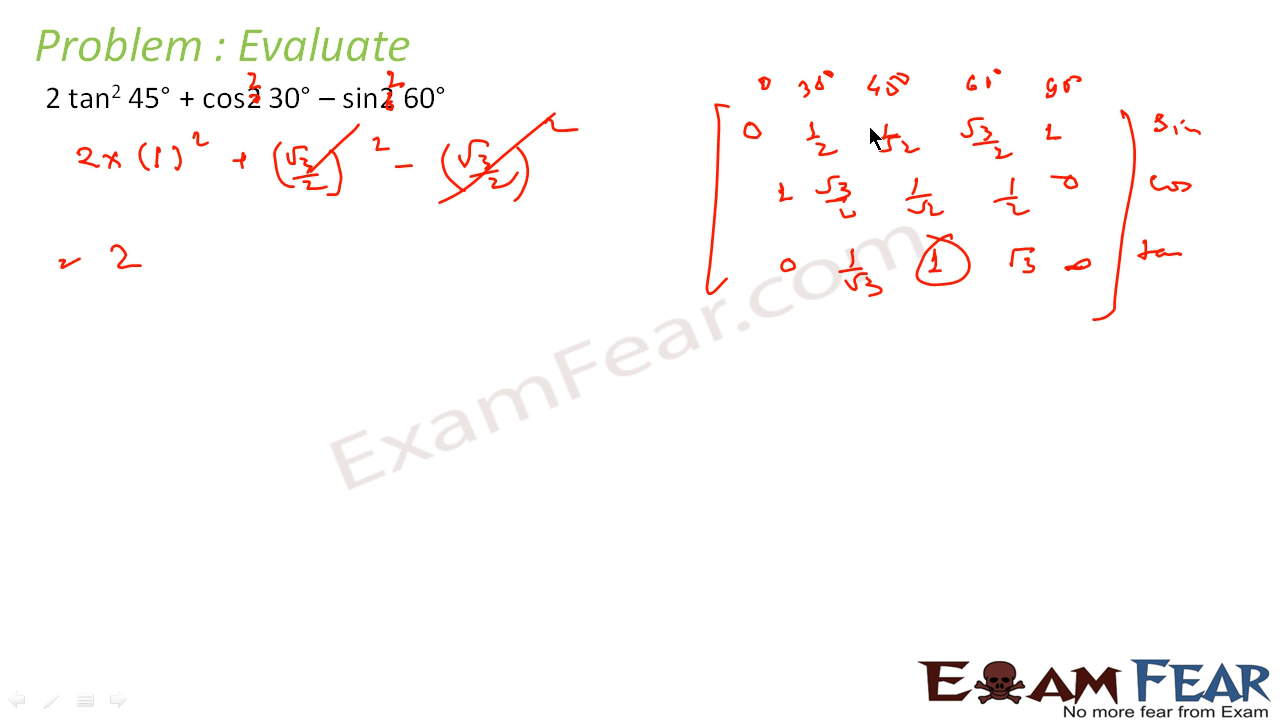 Problem : Evaluate
2 tan² 45° + cos2 30° – sin2 60°
2 × (1)² + (√3/2)² – (√3/2)²
= 2
0 30° 45° 60° 90°
0 1/2 1/√2 √3/2 1 sin
1 √3/2 1/√2 1/2 0 cos
0 1/√3 1 √3 ∞ tan
ExamFear.com
EXAM FEAR
No more fear from Exam